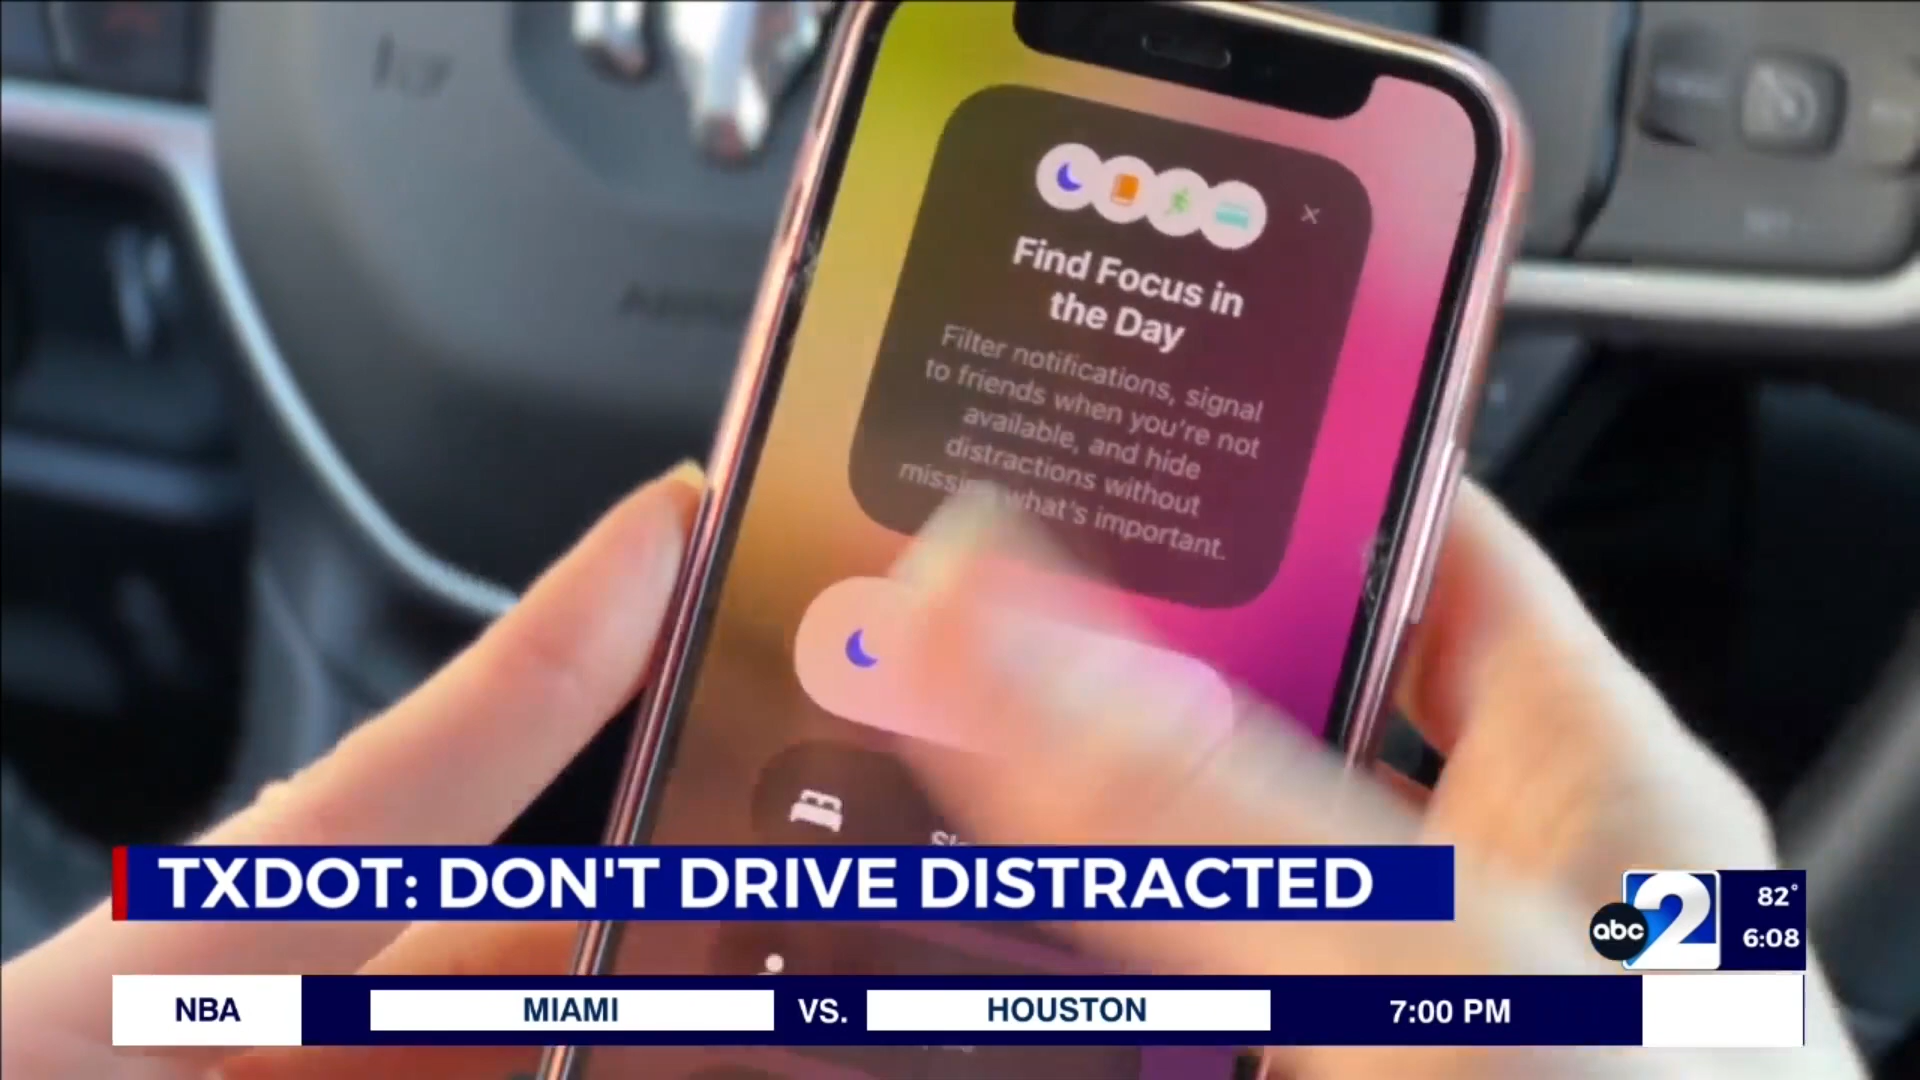 Find Focus in
the Day
Filter notifications, signal
to friends when you're not
available, and hide
distractions without
missing what's important.
TXDOT: DON'T DRIVE DISTRACTED
abc 2
82°
6:08
NBA MIAMI VS. HOUSTON 7:00 PM